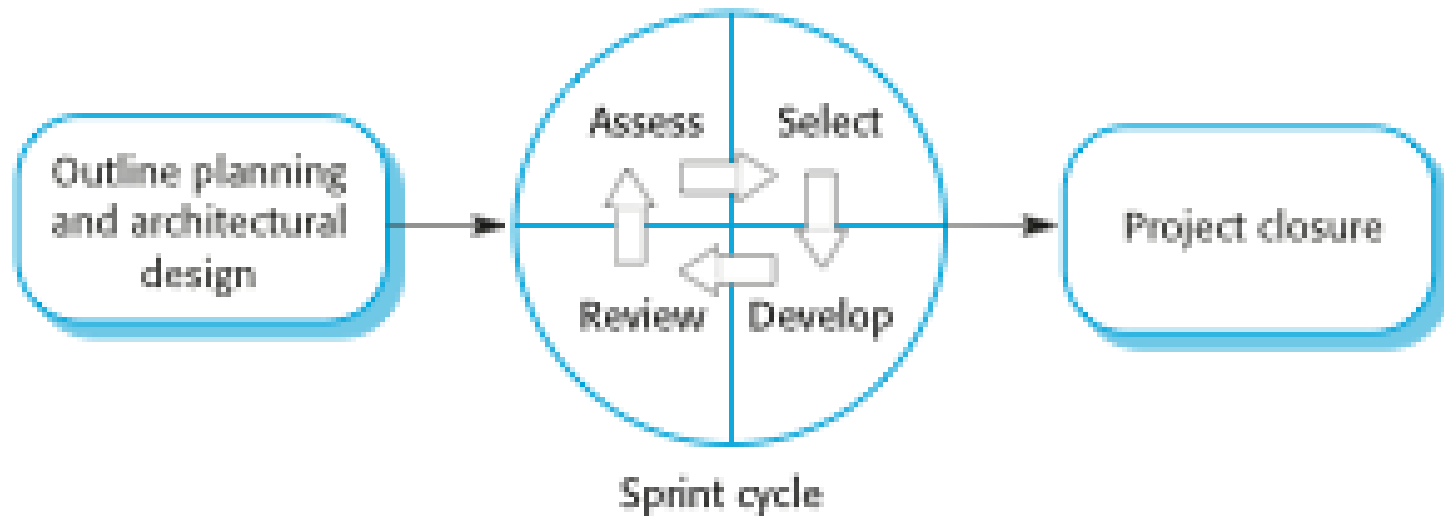 Outline planning
and architectural
design
Assess
Select
Review
Develop
Sprint cycle
Project closure